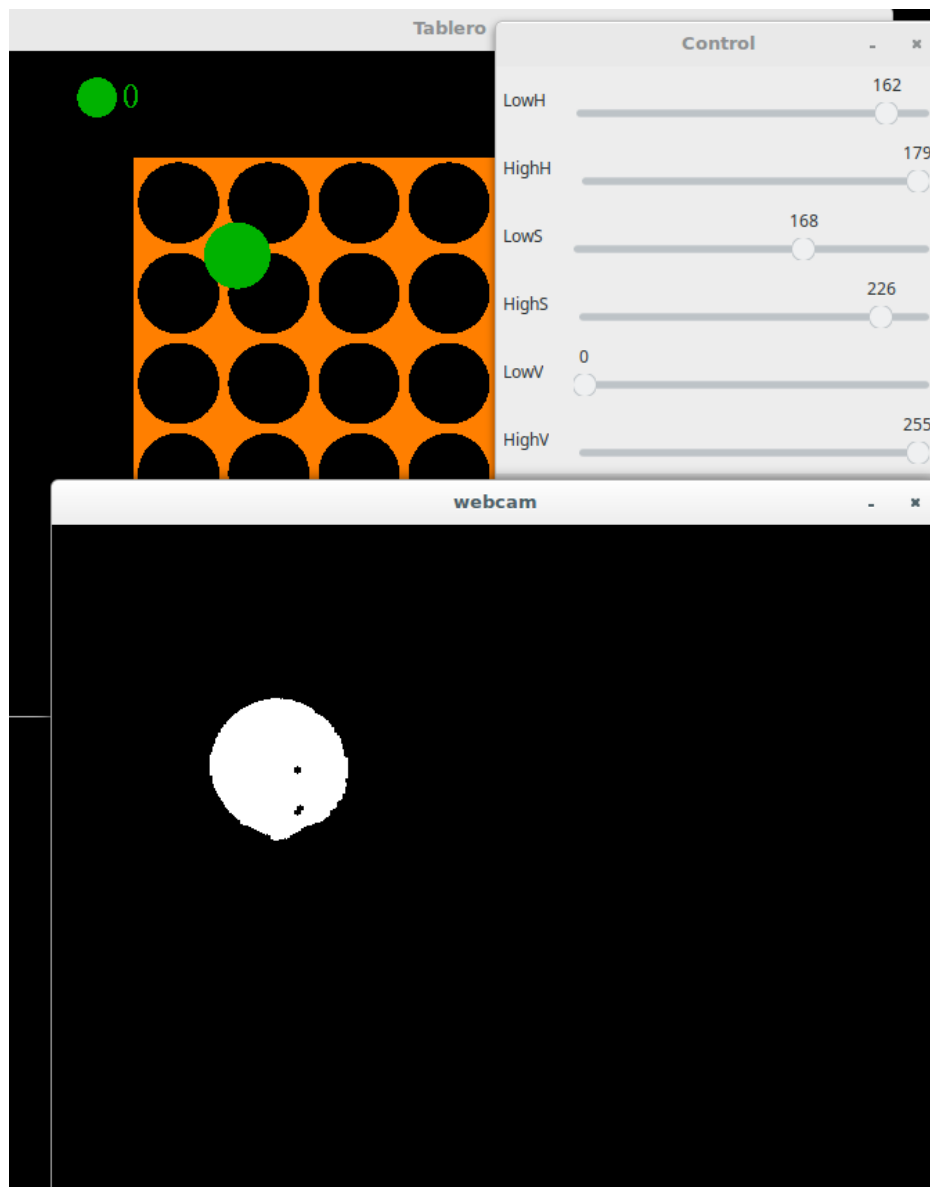 Tablero
0
Control
LowH 162
HighH 179
LowS 168
HighS 226
LowV 0
HighV 255
webcam